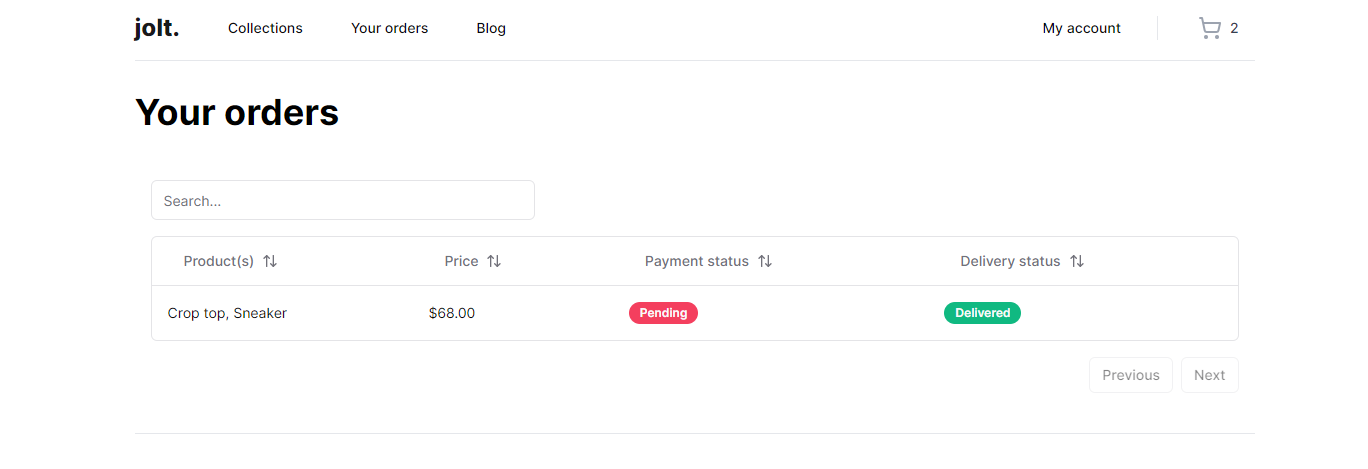 jolt. Collections Your orders Blog My account 2
Your orders
Search...
Product(s) Price Payment status Delivery status
Crop top, Sneaker $68.00 Pending Delivered
Previous Next